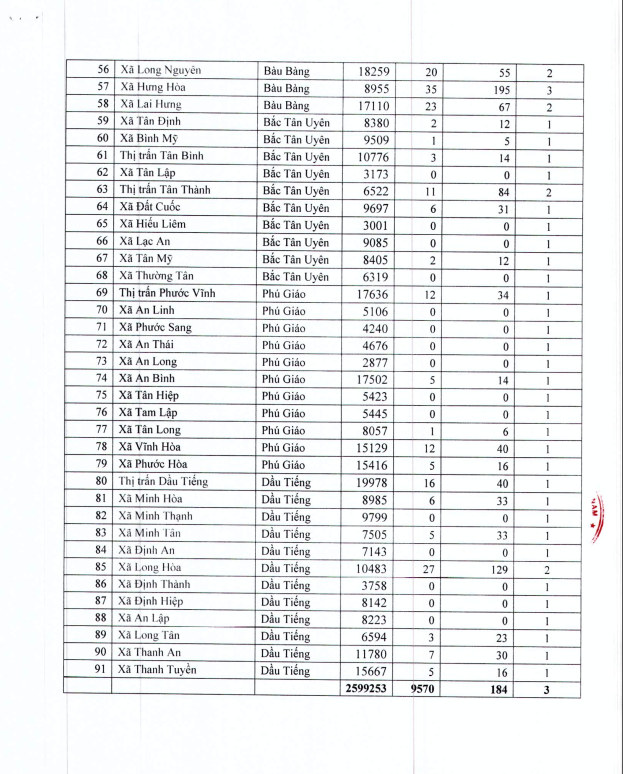 56 Xã Long Nguyên Bàu Bàng 18259 20 55 2
57 Xã Hưng Hòa Bàu Bàng 8955 35 195 3
58 Xã Lai Hưng Bàu Bàng 17110 23 67 2
59 Xã Tân Định Bắc Tân Uyên 8380 2 12 1
60 Xã Bình Mỹ Bắc Tân Uyên 9509 1 5 1
61 Thị trấn Tân Bình Bắc Tân Uyên 10776 3 14 1
62 Xã Tân Lập Bắc Tân Uyên 3173 0 0 1
63 Thị trấn Tân Thành Bắc Tân Uyên 6522 11 84 2
64 Xã Đất Cuốc Bắc Tân Uyên 9697 6 31 1
65 Xã Hiếu Liêm Bắc Tân Uyên 3001 0 0 1
66 Xã Lạc An Bắc Tân Uyên 9085 0 0 1
67 Xã Tân Mỹ Bắc Tân Uyên 8405 2 12 1
68 Xã Thường Tân Bắc Tân Uyên 6319 0 0 1
69 Thị trấn Phước Vĩnh Phú Giáo 17636 12 34 1
70 Xã An Linh Phú Giáo 5106 0 0 1
71 Xã Phước Sang Phú Giáo 4240 0 0 1
72 Xã An Thái Phú Giáo 4676 0 0 1
73 Xã An Long Phú Giáo 2877 0 0 1
74 Xã An Bình Phú Giáo 17502 5 14 1
75 Xã Tân Hiệp Phú Giáo 5423 0 0 1
76 Xã Tam Lập Phú Giáo 5445 0 0 1
77 Xã Tân Long Phú Giáo 8057 1 6 1
78 Xã Vĩnh Hòa Phú Giáo 15129 12 40 1
79 Xã Phước Hòa Phú Giáo 15416 5 16 1
80 Thị trấn Dầu Tiếng Dầu Tiếng 19978 16 40 1
81 Xã Minh Hòa Dầu Tiếng 8985 6 33 1
82 Xã Minh Thạnh Dầu Tiếng 9799 0 0 1
83 Xã Minh Tân Dầu Tiếng 7505 5 33 1
84 Xã Định An Dầu Tiếng 7143 0 0 1
85 Xã Long Hòa Dầu Tiếng 10483 27 129 2
86 Xã Định Thành Dầu Tiếng 3758 0 0 1
87 Xã Định Hiệp Dầu Tiếng 8142 0 0 1
88 Xã An Lập Dầu Tiếng 8223 0 0 1
89 Xã Long Tân Dầu Tiếng 6594 3 23 1
90 Xã Thanh An Dầu Tiếng 11780 7 30 1
91 Xã Thanh Tuyền Dầu Tiếng 15667 5 16 1
2599253 9570 184 3
NAM